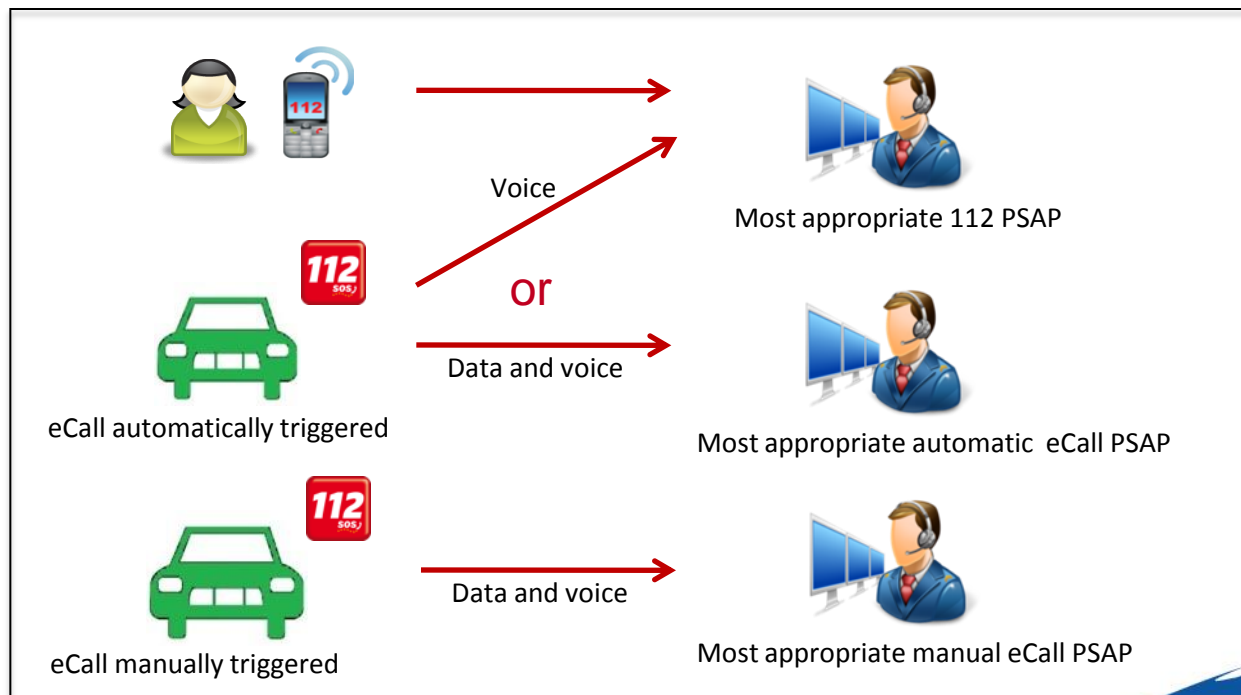 112
Voice
Most appropriate 112 PSAP
112
SOS
or
Data and voice
eCall automatically triggered
Most appropriate automatic eCall PSAP
112
SOS
Data and voice
eCall manually triggered
Most appropriate manual eCall PSAP